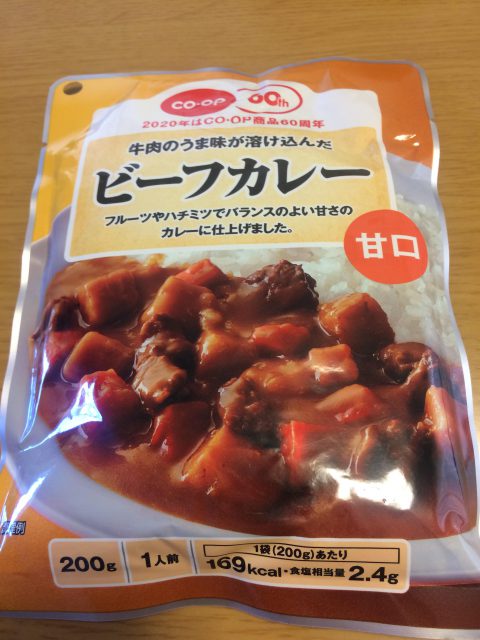 CO・OP 60th
2020年はCO・OP商品60周年
牛肉のうま味が溶け込んだ
ビーフカレー
フルーツやハチミツでバランスのよい甘さの
カレーに仕上げました。
甘口
200g
1人前
1袋(200g)あたり
169kcal・食塩相当量 2.4g